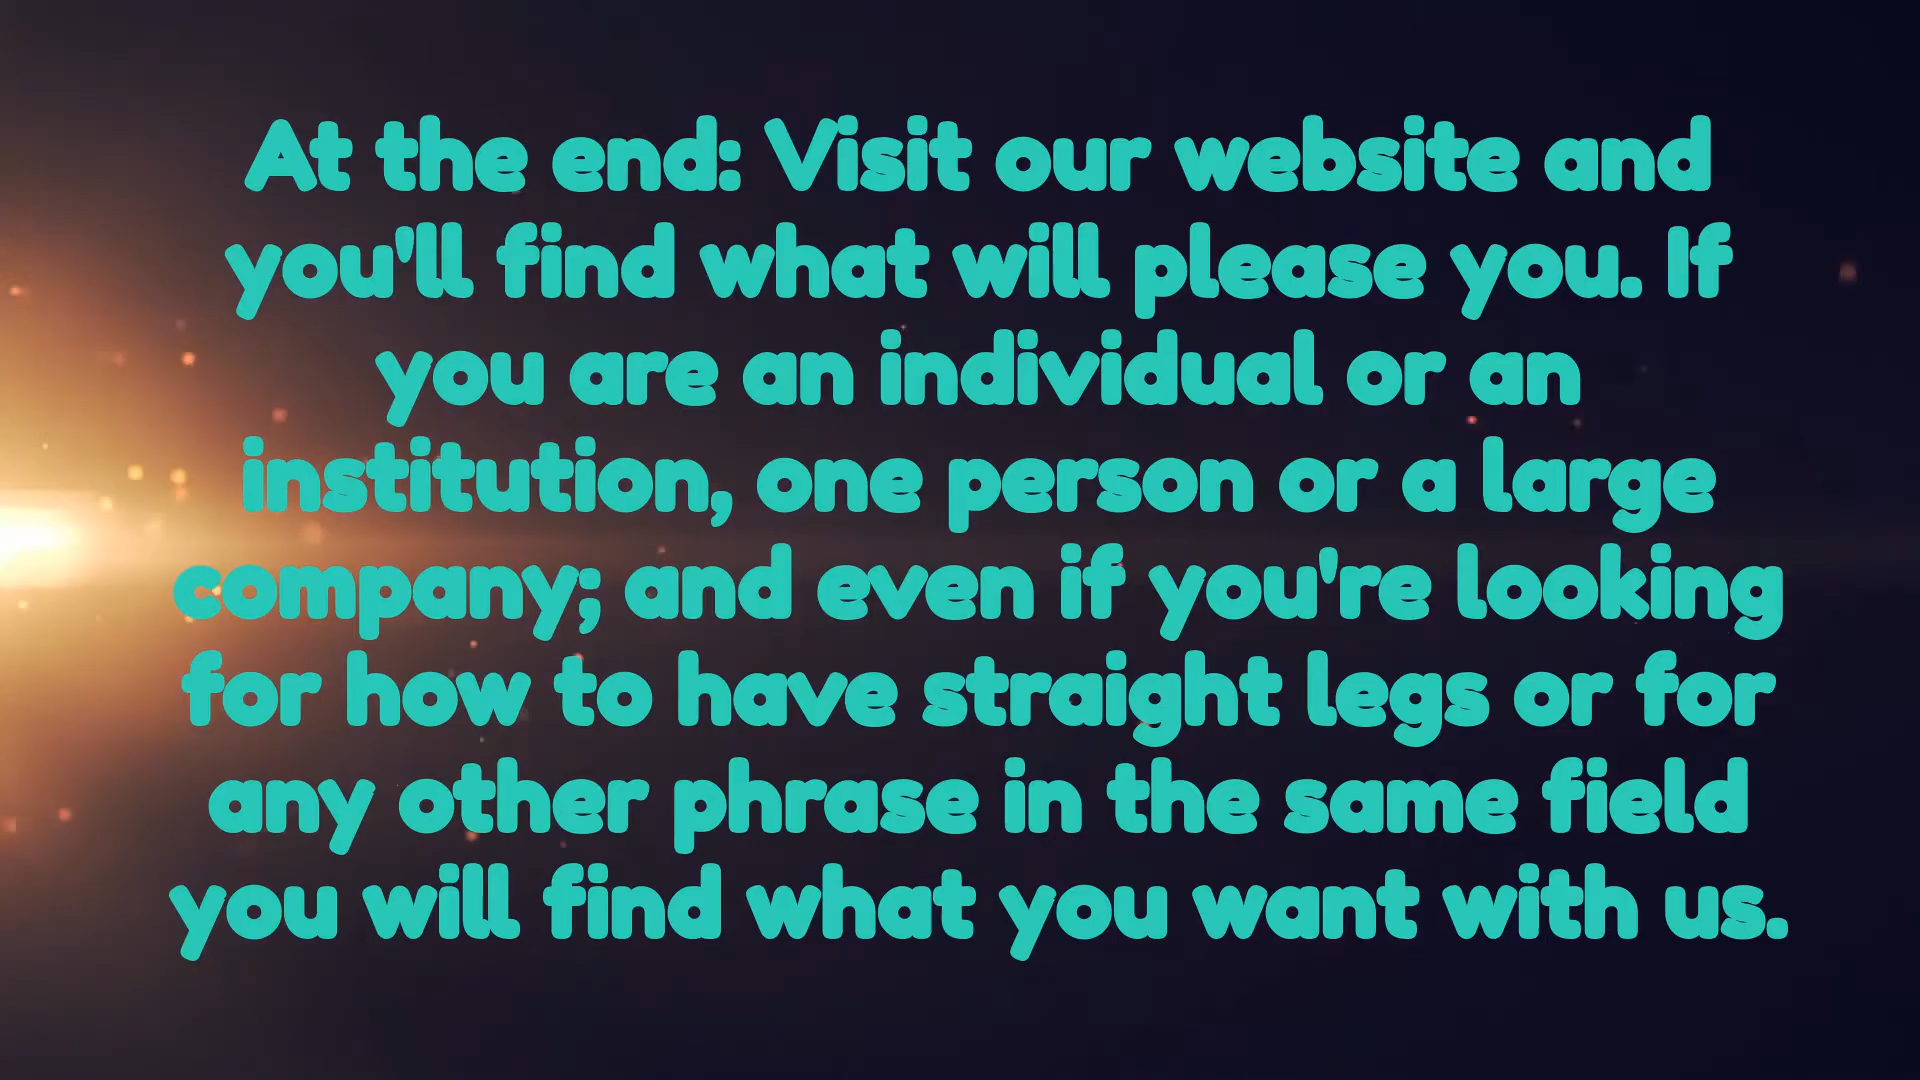 At the end: Visit our website and
you'll find what will please you. If
you are an individual or an
institution, one person or a large
company; and even if you're looking
for how to have straight legs or for
any other phrase in the same field
you will find what you want with us.